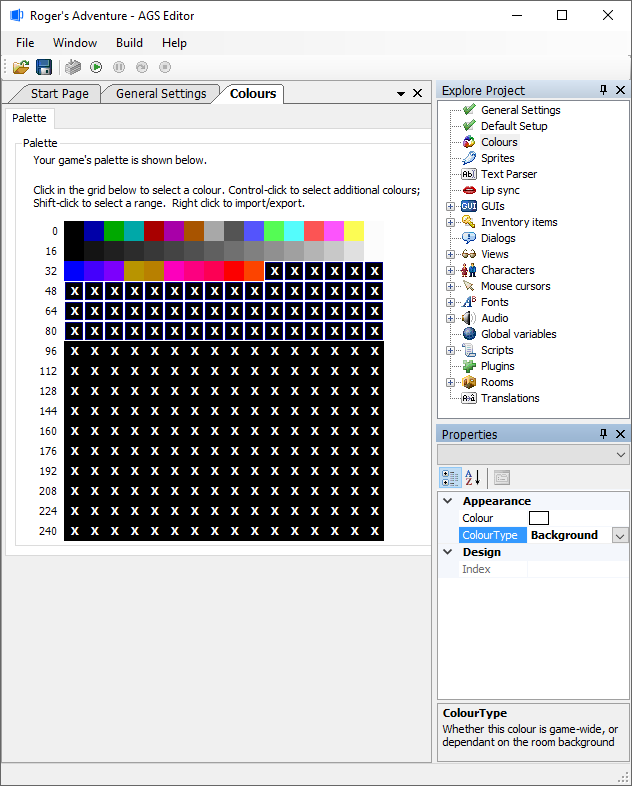 Roger's Adventure - AGS Editor
File Window Build Help
Start Page General Settings Colours
Palette
Palette
Your game's palette is shown below.
Click in the grid below to select a colour. Control-click to select additional colours;
Shift-click to select a range. Right click to import/export.
0
16
32 X X X X X X
48 X X X X X X X X X X X X X X X X
64 X X X X X X X X X X X X X X X X
80 X X X X X X X X X X X X X X X X
96 X X X X X X X X X X X X X X X X
112 X X X X X X X X X X X X X X X X
128 X X X X X X X X X X X X X X X X
144 X X X X X X X X X X X X X X X X
160 X X X X X X X X X X X X X X X X
176 X X X X X X X X X X X X X X X X
192 X X X X X X X X X X X X X X X X
208 X X X X X X X X X X X X X X X X
224 X X X X X X X X X X X X X X X X
240 X X X X X X X X X X X X X X X X
Explore Project
General Settings
Default Setup
Colours
Sprites
Text Parser
Lip sync
GUI GUIs
Inventory items
Dialogs
Views
Characters
Mouse cursors
Fonts
Audio
Global variables
Scripts
Plugins
Rooms
Translations
Properties
Appearance
Colour
ColourType Background
Design
Index
ColourType
Whether this colour is game-wide, or
dependant on the room background